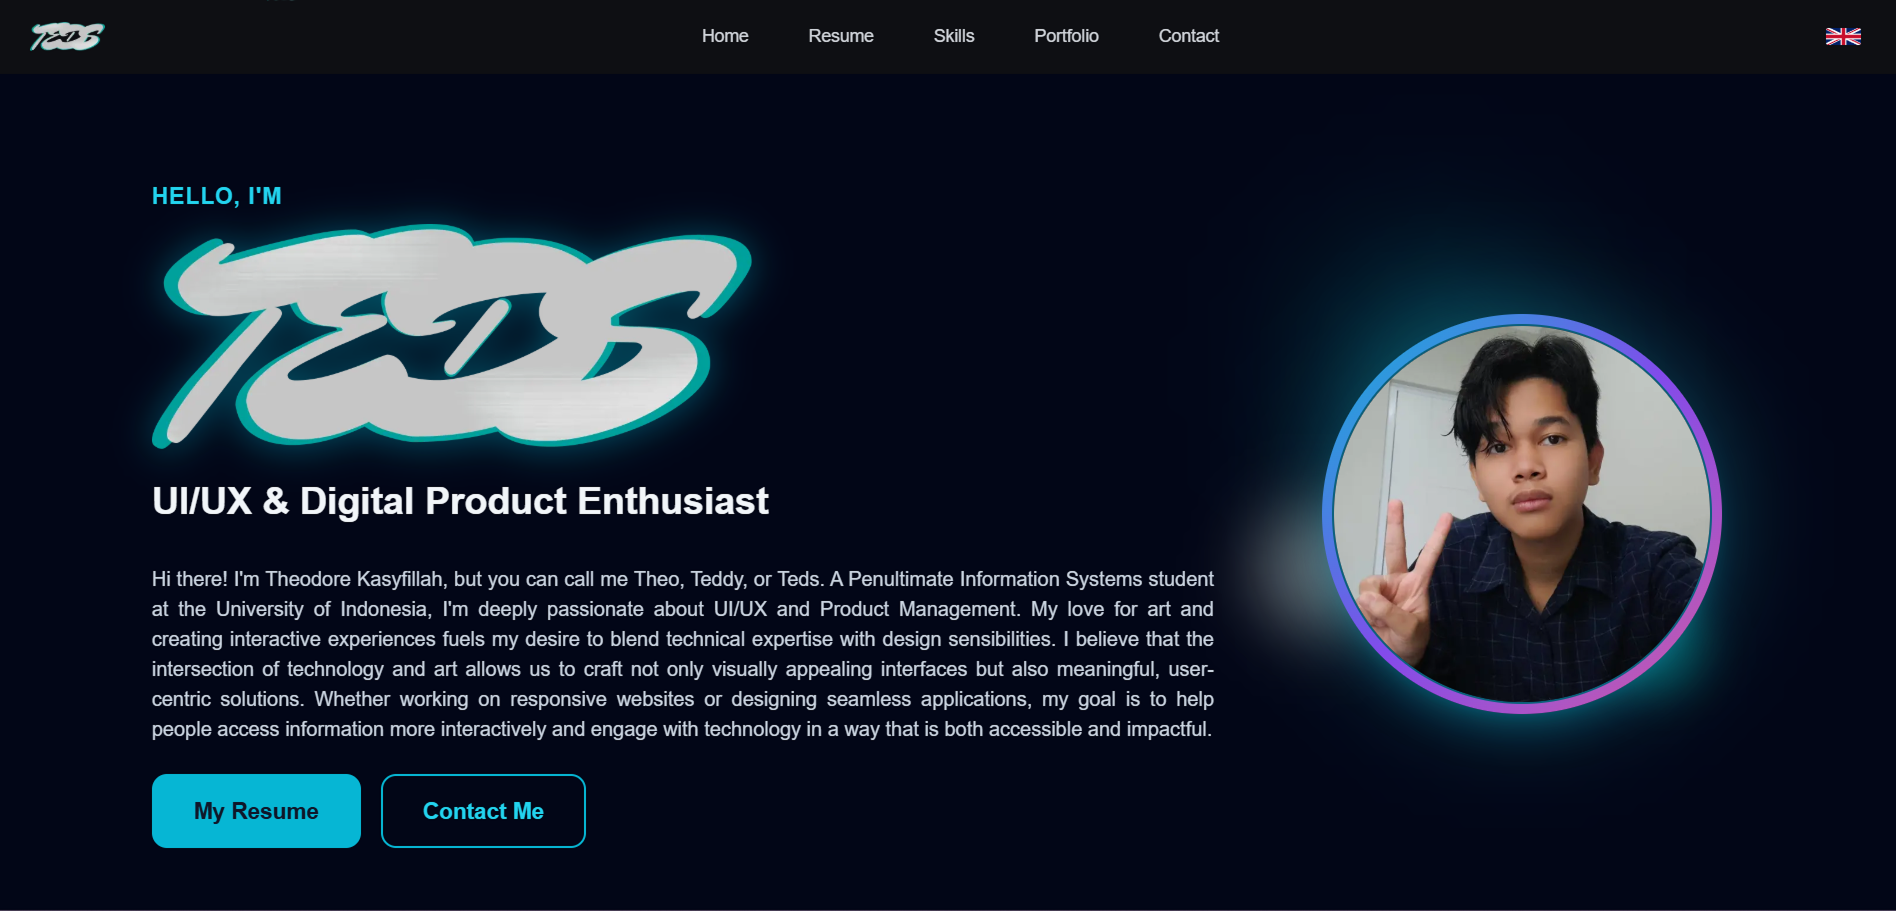 TEDS
Home
Resume
Skills
Portfolio
Contact
HELLO, I'M
TEDS
UI/UX & Digital Product Enthusiast
Hi there! I'm Theodore Kasyfillah, but you can call me Theo, Teddy, or Teds. A Penultimate Information Systems student
at the University of Indonesia, I'm deeply passionate about UI/UX and Product Management. My love for art and
creating interactive experiences fuels my desire to blend technical expertise with design sensibilities. I believe that the
intersection of technology and art allows us to craft not only visually appealing interfaces but also meaningful, user-
centric solutions. Whether working on responsive websites or designing seamless applications, my goal is to help
people access information more interactively and engage with technology in a way that is both accessible and impactful.
My Resume
Contact Me